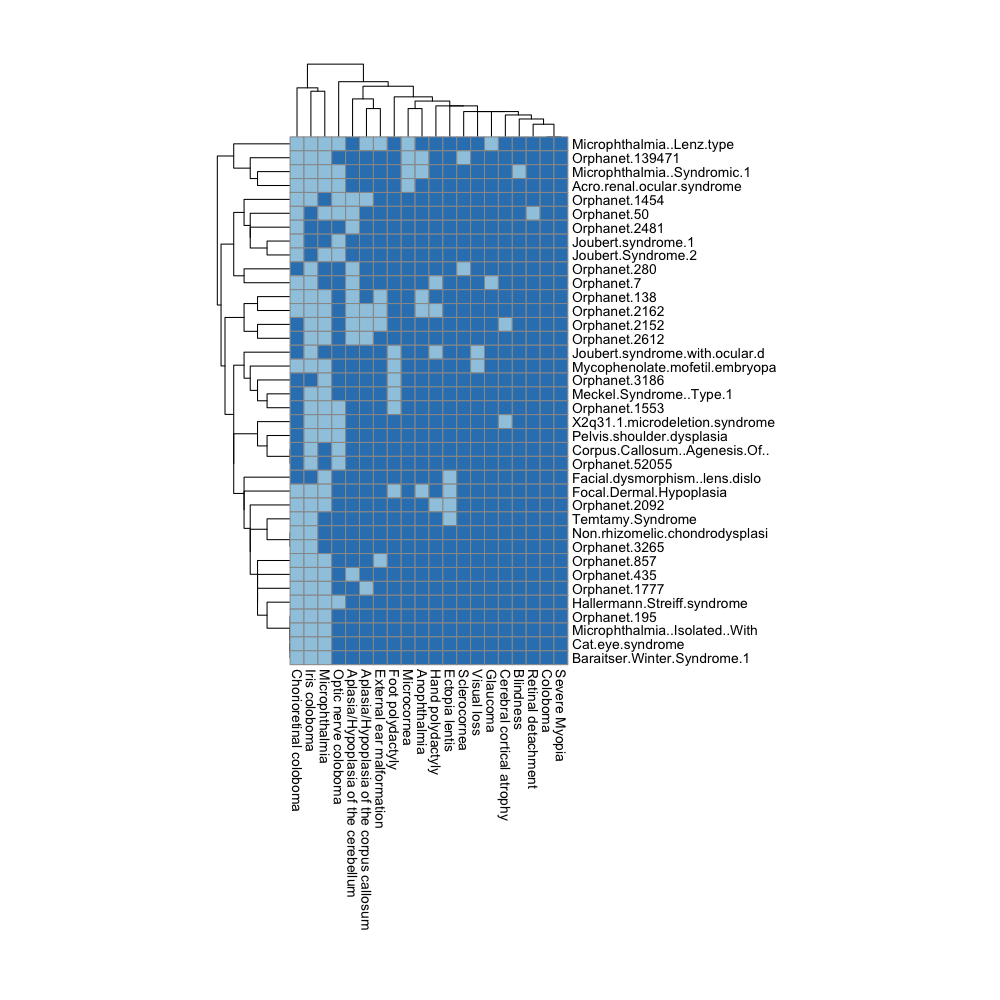 Microphthalmia..Lenz.type
Orphanet.139471
Microphthalmia..Syndromic.1
Acro.renal.ocular.syndrome
Orphanet.1454
Orphanet.50
Orphanet.2481
Joubert.syndrome.1
Joubert.Syndrome.2
Orphanet.280
Orphanet.7
Orphanet.138
Orphanet.2162
Orphanet.2152
Orphanet.2612
Joubert.syndrome.with.ocular.d
Mycophenolate.mofetil.embryopa
Orphanet.3186
Meckel.Syndrome..Type.1
Orphanet.1553
X2q31.1.microdeletion.syndrome
Pelvis.shoulder.dysplasia
Corpus.Callosum..Agenesis.Of..
Orphanet.52055
Facial.dysmorphism..lens.dislo
Focal.Dermal.Hypoplasia
Orphanet.2092
Temtamy.Syndrome
Non.rhizomelic.chondrodysplasi
Orphanet.3265
Orphanet.857
Orphanet.435
Orphanet.1777
Hallermann.Streiff.syndrome
Orphanet.195
Microphthalmia..Isolated..With
Cat.eye.syndrome
Baraitser.Winter.Syndrome.1
Chorioretinal coloboma
Iris coloboma
Microphthalmia
Optic nerve coloboma
Aplasia/Hypoplasia of the cerebellum
Aplasia/Hypoplasia of the corpus callosum
External ear malformation
Foot polydactyly
Microcornea
Anophthalmia
Hand polydactyly
Ectopia lentis
Sclerocornea
Visual loss
Glaucoma
Cerebral cortical atrophy
Blindness
Retinal detachment
Coloboma
Severe Myopia